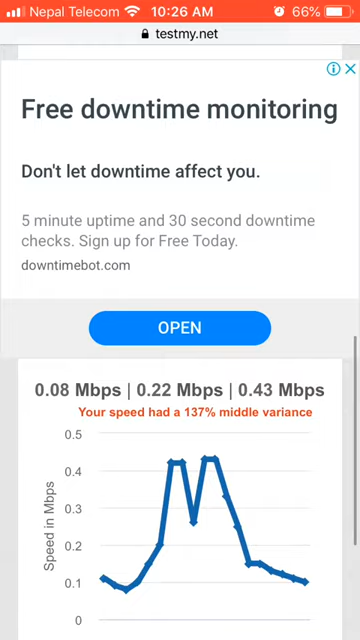 Nepal Telecom 10:26 AM 66%
testmy.net
Free downtime monitoring
Don't let downtime affect you.
5 minute uptime and 30 second downtime
checks. Sign up for Free Today.
downtimebot.com
OPEN
0.08 Mbps | 0.22 Mbps | 0.43 Mbps
Your speed had a 137% middle variance
Speed in Mbps
0.5
0.4
0.3
0.2
0.1
0